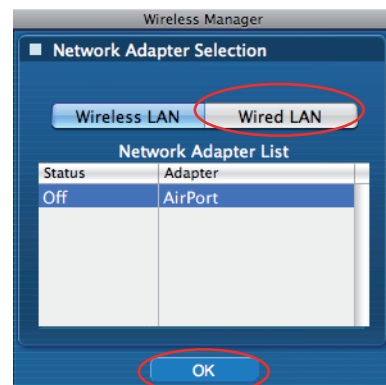 Wireless Manager
Network Adapter Selection
Wireless LAN Wired LAN
Network Adapter List
Status Adapter
Off AirPort
OK